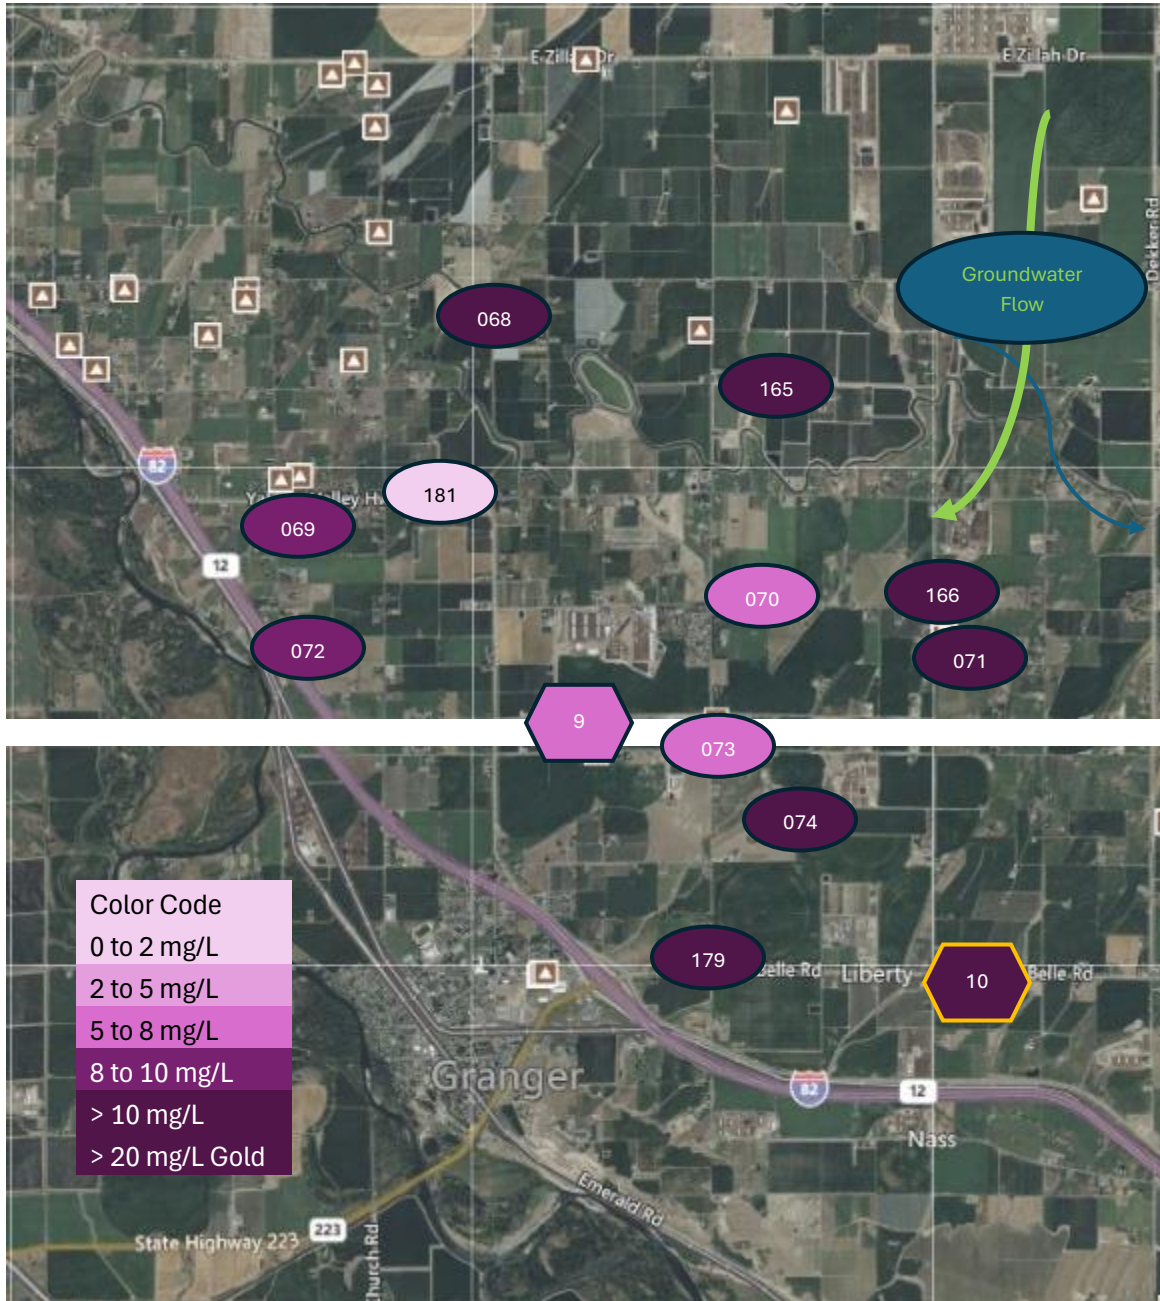 E Zillah Dr
E Zillah Dr
Dekker Rd
Groundwater
Flow
068
165
82
181
069
12
070
166
072
071
9
073
074
Color Code
0 to 2 mg/L
2 to 5 mg/L
5 to 8 mg/L
8 to 10 mg/L
> 10 mg/L
> 20 mg/L Gold
179
Belle Rd
Liberty
10
Belle Rd
Granger
82
12
Nass
Emerald Rd
223
State Highway 223
Church Rd